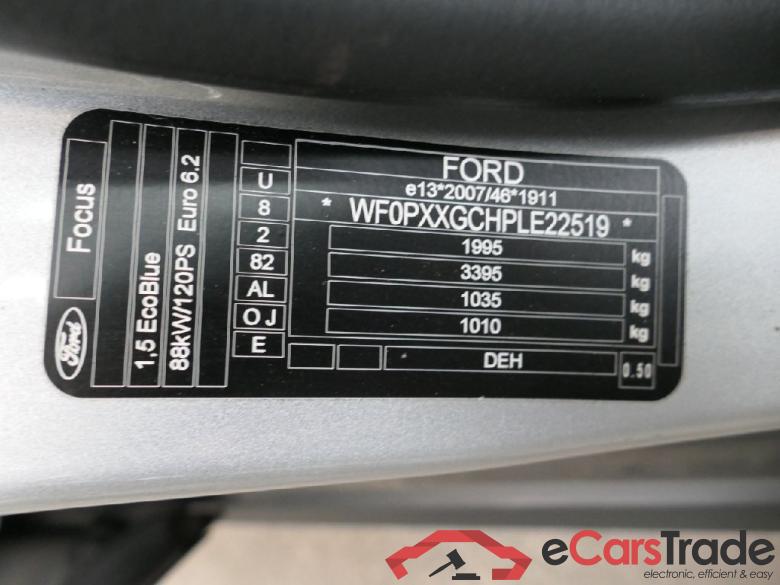 Focus
Ford
1,5 EcoBlue
88kW/120PS Euro 6.2
U
8
2
82
AL
OJ
E
FORD
e13*2007/46*1911
* WF0PXXGCHPLE22519 *
1995 kg
3395 kg
1035 kg
1010 kg
DEH
0.50
eCarsTrade
electronic, efficient & easy